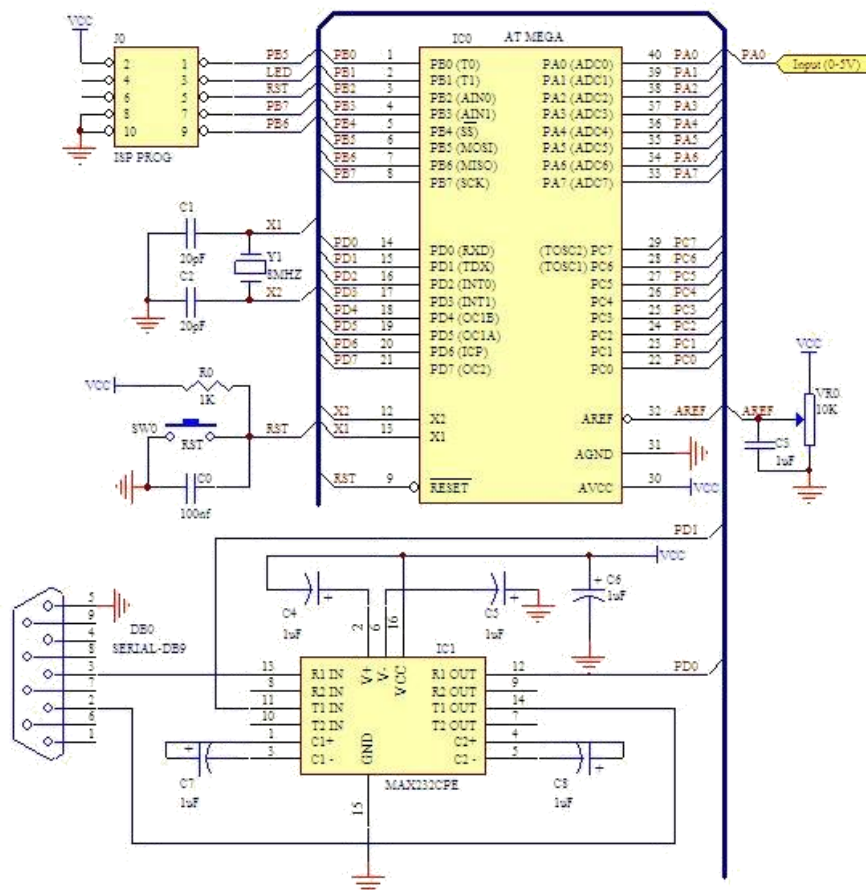 VCC
J0
2 1 PB5
4 3 LED
6 5 RST
8 7 PB7
10 9 PB6
ISP PROG
IC0 AT MEGA
PB0 1 PB0 (T0)
PB1 2 PB1 (T1)
PB2 3 PB2 (AIN0)
PB3 4 PB3 (AIN1)
PB4 5 PB4 (SS)
PB5 6 PB5 (MOSI)
PB6 7 PB6 (MISO)
PB7 8 PB7 (SCK)
PA0 (ADC0) 40 PA0 PA0 Input (0-5V)
PA1 (ADC1) 39 PA1
PA2 (ADC2) 38 PA2
PA3 (ADC3) 37 PA3
PA4 (ADC4) 36 PA4
PA5 (ADC5) 35 PA5
PA6 (ADC6) 34 PA6
PA7 (ADC7) 33 PA7
C1
20pF
X1
Y1
8MHZ
C2
20pF
X2
PD0 14 PD0 (RXD)
PD1 15 PD1 (TDX)
PD2 16 PD2 (INT0)
PD3 17 PD3 (INT1)
PD4 18 PD4 (OC1B)
PD5 19 PD5 (OC1A)
PD6 20 PD6 (ICP)
PD7 21 PD7 (OC2)
(TOSC2) PC7 29 PC7
(TOSC1) PC6 28 PC6
PC5 27 PC5
PC4 26 PC4
PC3 25 PC3
PC2 24 PC2
PC1 23 PC1
PC0 22 PC0
VCC
R0
1K
SW0
RST
RST
C0
100nf
X2 12 X2
X1 13 X1
RST 9 RESET
AREF 32 AREF AREF
AGND 31
AVCC 30 VCC
VCC
VR0
10K
C3
1uF
PD1
VCC
C4
1uF
C5
1uF
C6
1uF
2 6 16
IC1
5
9
4
8
3
7
2
6
1
DB0
SERIAL-DB9
13 R1 IN
8 R2 IN
11 T1 IN
10 T2 IN
1 C1+
3 C1 -
V+ V- VCC
GND
R1 OUT 12 PD0
R2 OUT 9
T1 OUT 14
T2 OUT 7
C2+ 4
C2 - 5
MAX232CPE
C7
1uF
C8
1uF
15